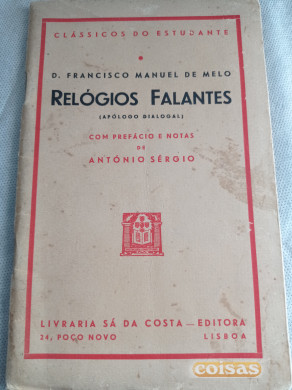 CLÁSSICOS DO ESTUDANTE
D. FRANCISCO MANUEL DE MELO
RELÓGIOS FALANTES
(APÓLOGO DIALOGAL)
COM PREFÁCIO E NOTAS
DE
ANTÓNIO SÉRGIO
LIVRARIA SÁ DA COSTA — EDITORA
24, POÇO NOVO LISBOA
coisas